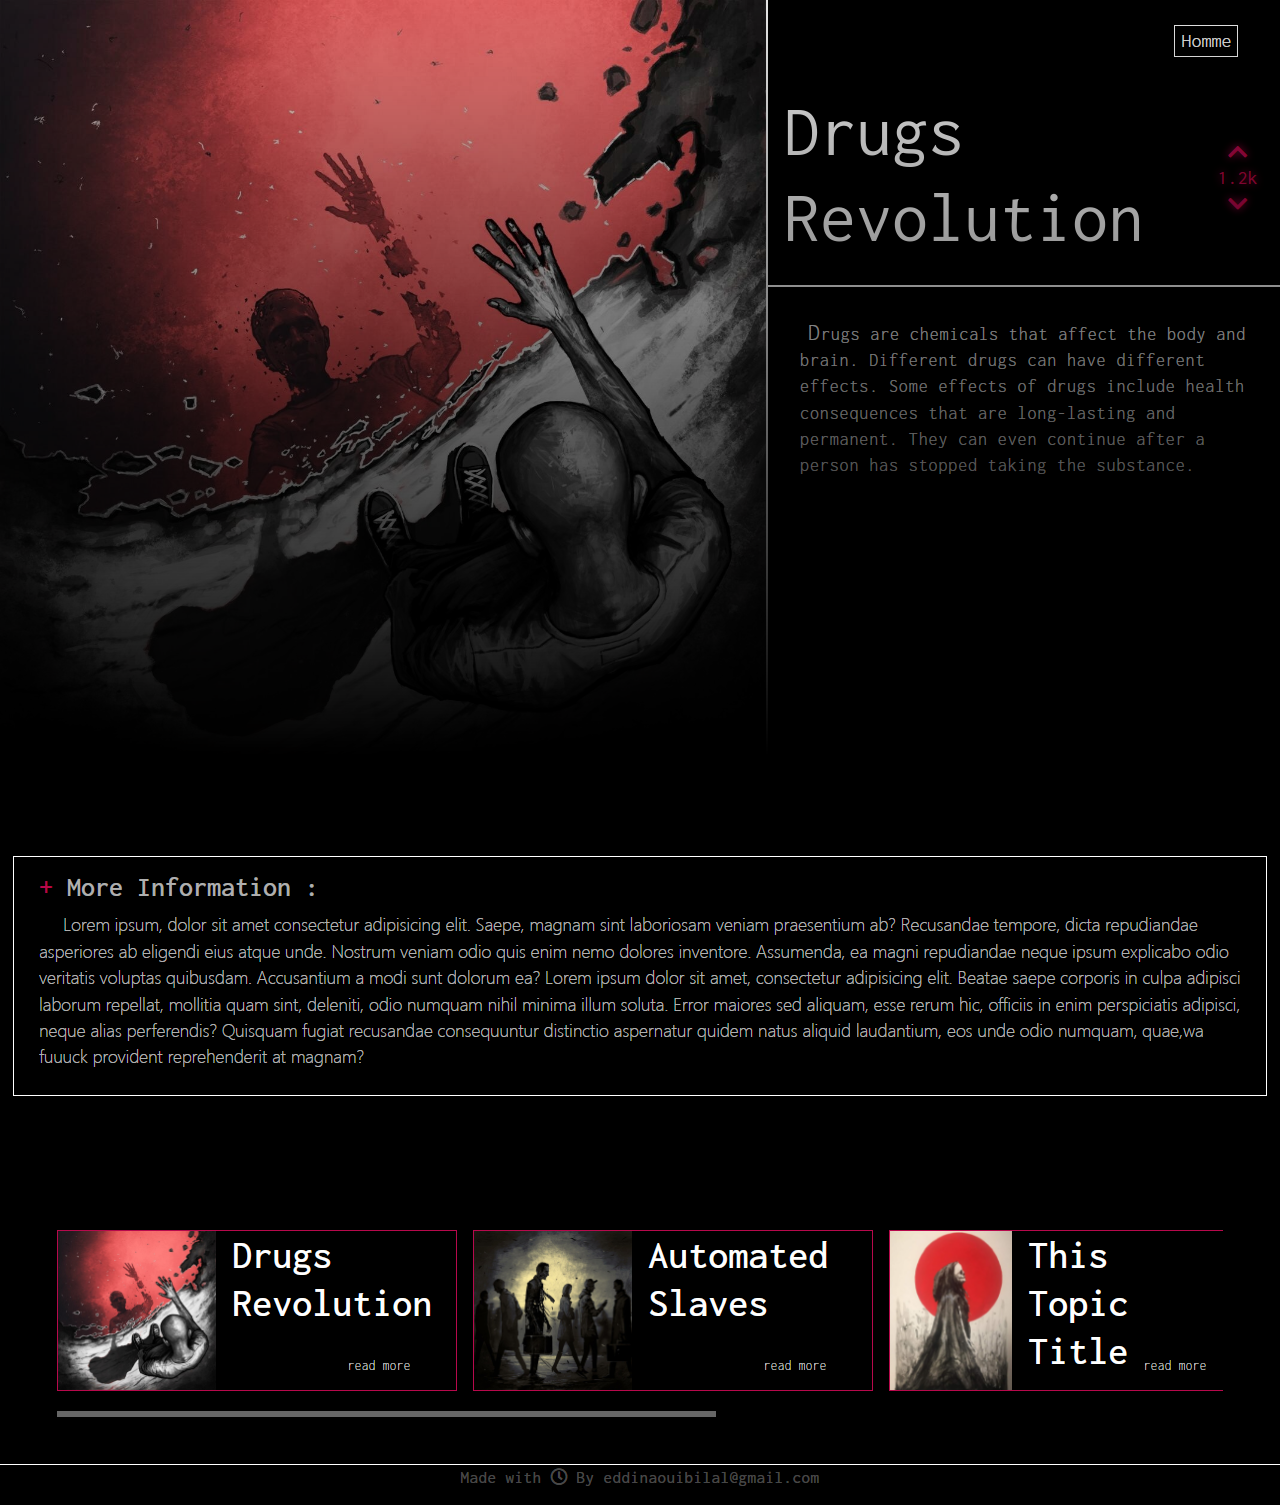 Homme
Drugs
Revolution
1.2k
Drugs are chemicals that affect the body and
brain. Different drugs can have different
effects. Some effects of drugs include health
consequences that are long-lasting and
permanent. They can even continue after a
person has stopped taking the substance.
+ More Information :
Lorem ipsum, dolor sit amet consectetur adipisicing elit. Saepe, magnam sint laboriosam veniam praesentium ab? Recusandae tempore, dicta repudiandae
asperiores ab eligendi eius atque unde. Nostrum veniam odio quis enim nemo dolores inventore. Assumenda, ea magni repudiandae neque ipsum explicabo odio
veritatis voluptas quibusdam. Accusantium a modi sunt dolorum ea? Lorem ipsum dolor sit amet, consectetur adipisicing elit. Beatae saepe corporis in culpa adipisci
laborum repellat, mollitia quam sint, deleniti, odio numquam nihil minima illum soluta. Error maiores sed aliquam, esse rerum hic, officiis in enim perspiciatis adipisci,
neque alias perferendis? Quisquam fugiat recusandae consequuntur distinctio aspernatur quidem natus aliquid laudantium, eos unde odio numquam, quae,wa
fuuuck provident reprehenderit at magnam?
Drugs
Revolution
read more
Automated
Slaves
read more
This
Topic
Title
read more
Made with By eddinaouibilal@gmail.com